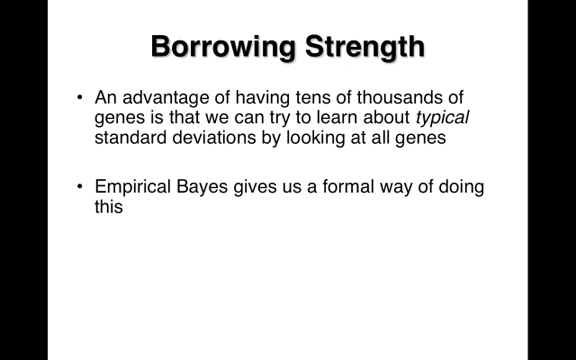 Borrowing Strength
• An advantage of having tens of thousands of
genes is that we can try to learn about typical
standard deviations by looking at all genes
• Empirical Bayes gives us a formal way of doing
this